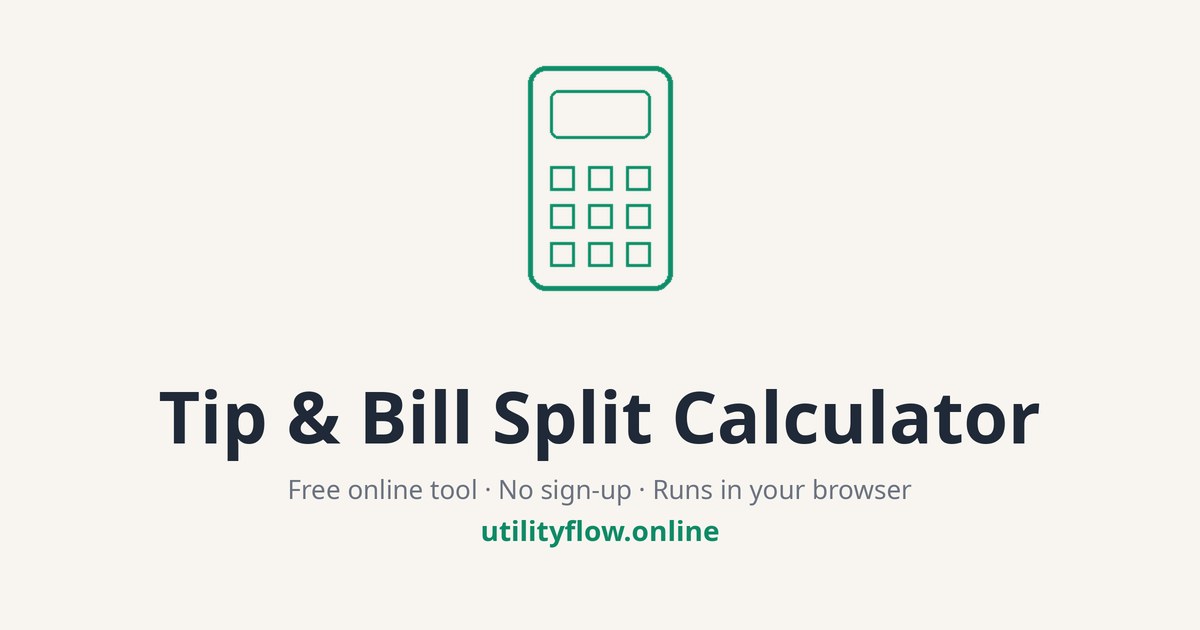 Tip & Bill Split Calculator
Free online tool · No sign-up · Runs in your browser
utilityflow.online